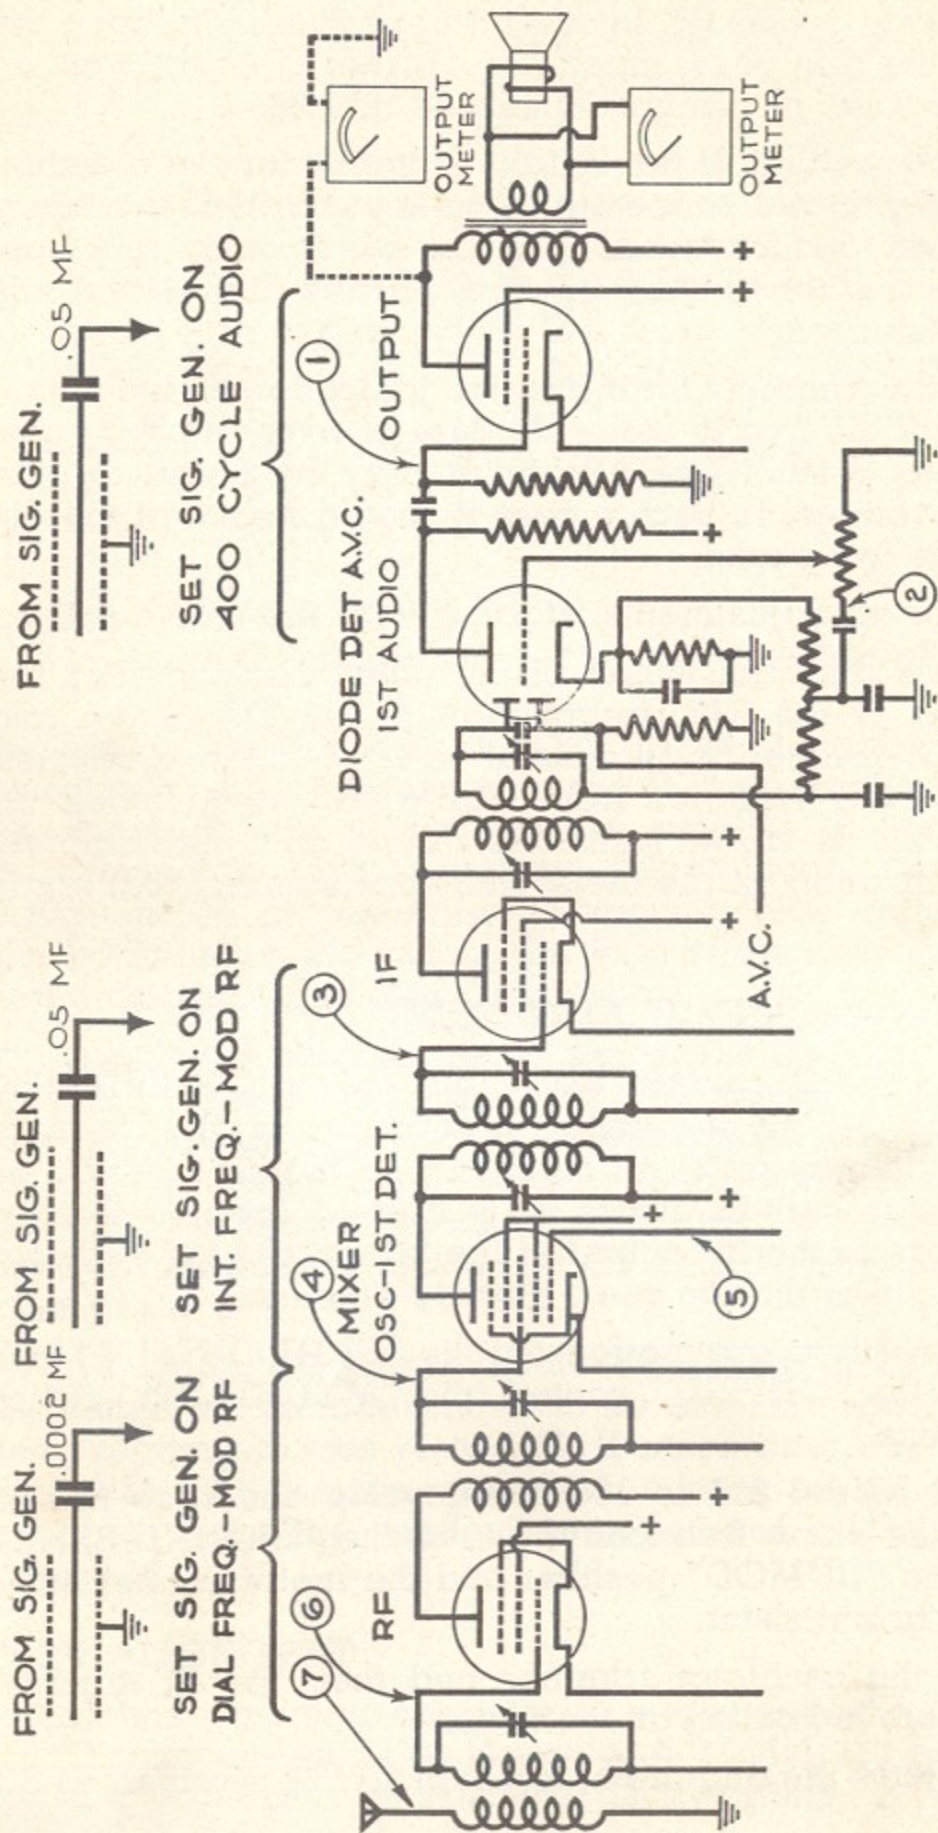 FROM SIG. GEN.
.0002 MF
SET SIG. GEN. ON
DIAL FREQ.-MOD RF
FROM SIG. GEN.
.05 MF
SET SIG. GEN. ON
INT. FREQ.-MOD RF
FROM SIG. GEN.
.05 MF
SET SIG. GEN. ON
400 CYCLE AUDIO
7
6
RF
4
MIXER
OSC-1ST DET.
5
3
IF
A.V.C.
DIODE DET A.V.C.
1ST AUDIO
2
1
OUTPUT
OUTPUT
METER
OUTPUT
METER
+
+
+
+
+
+
+
+
+